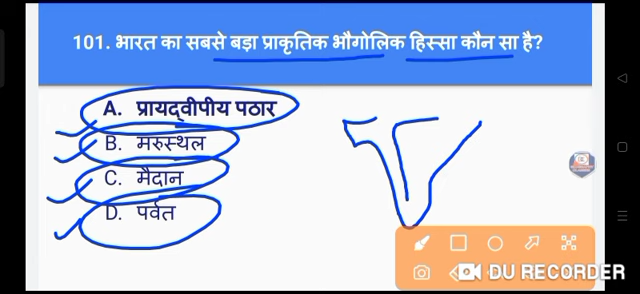 101. भारत का सबसे बड़ा प्राकृतिक भौगोलिक हिस्सा कौन सा है?
A. प्रायद्वीपीय पठार
B. मरुस्थल
C. मैदान
D. पर्वत
DU RECORDER